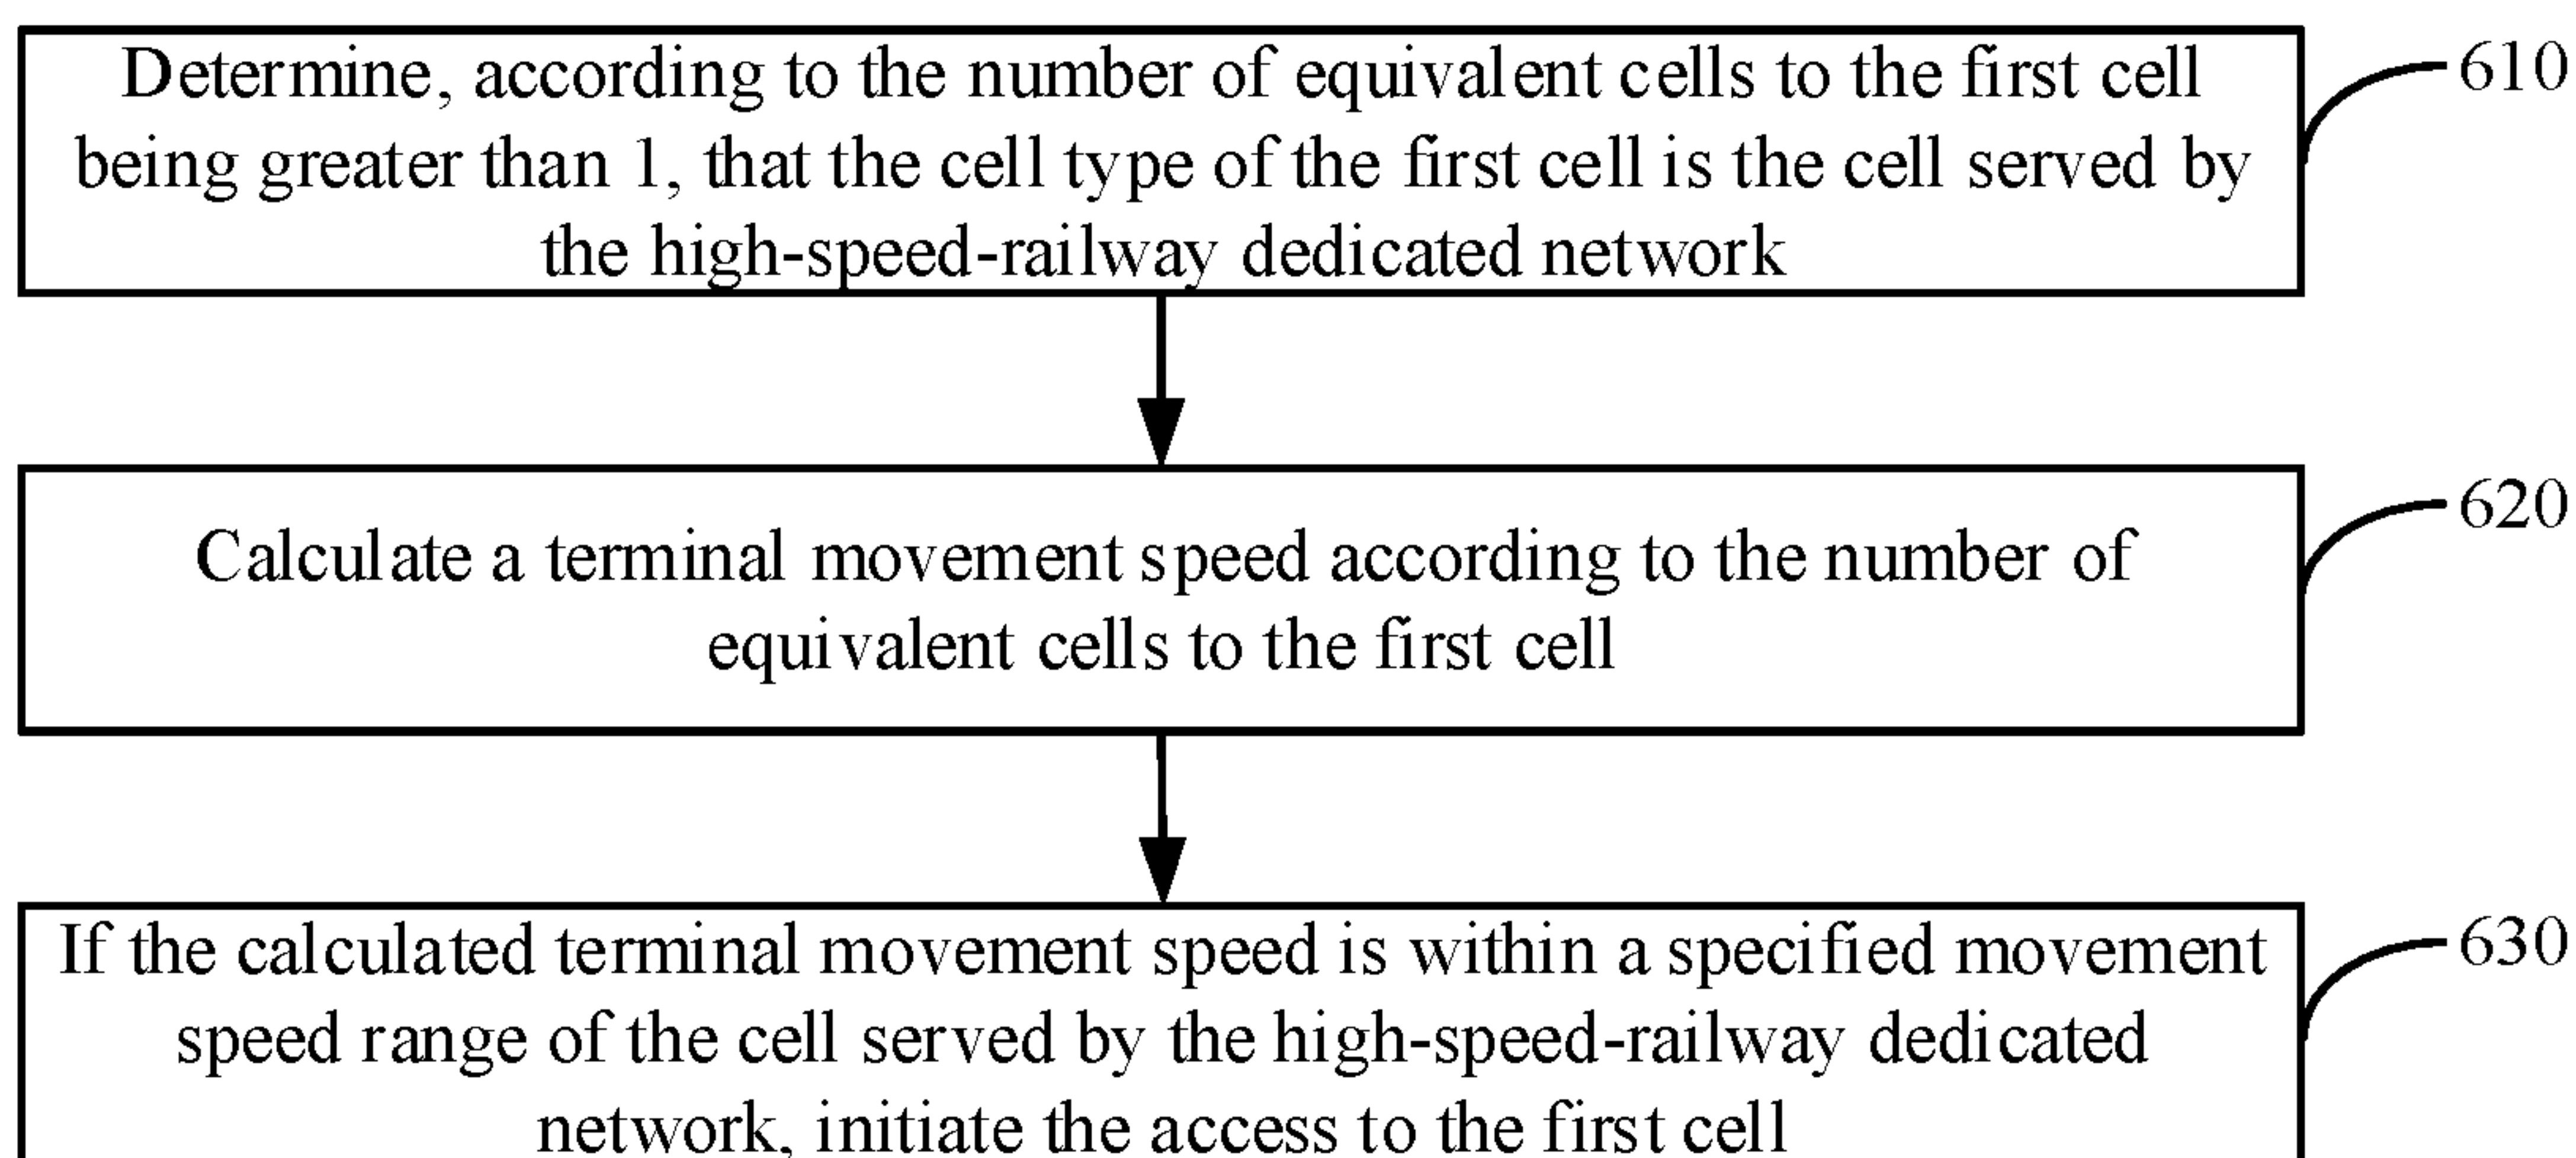 Determine, according to the number of equivalent cells to the first cell
being greater than 1, that the cell type of the first cell is the cell served by
the high-speed-railway dedicated network
610
Calculate a terminal movement speed according to the number of
equivalent cells to the first cell
620
If the calculated terminal movement speed is within a specified movement
speed range of the cell served by the high-speed-railway dedicated
network, initiate the access to the first cell
630